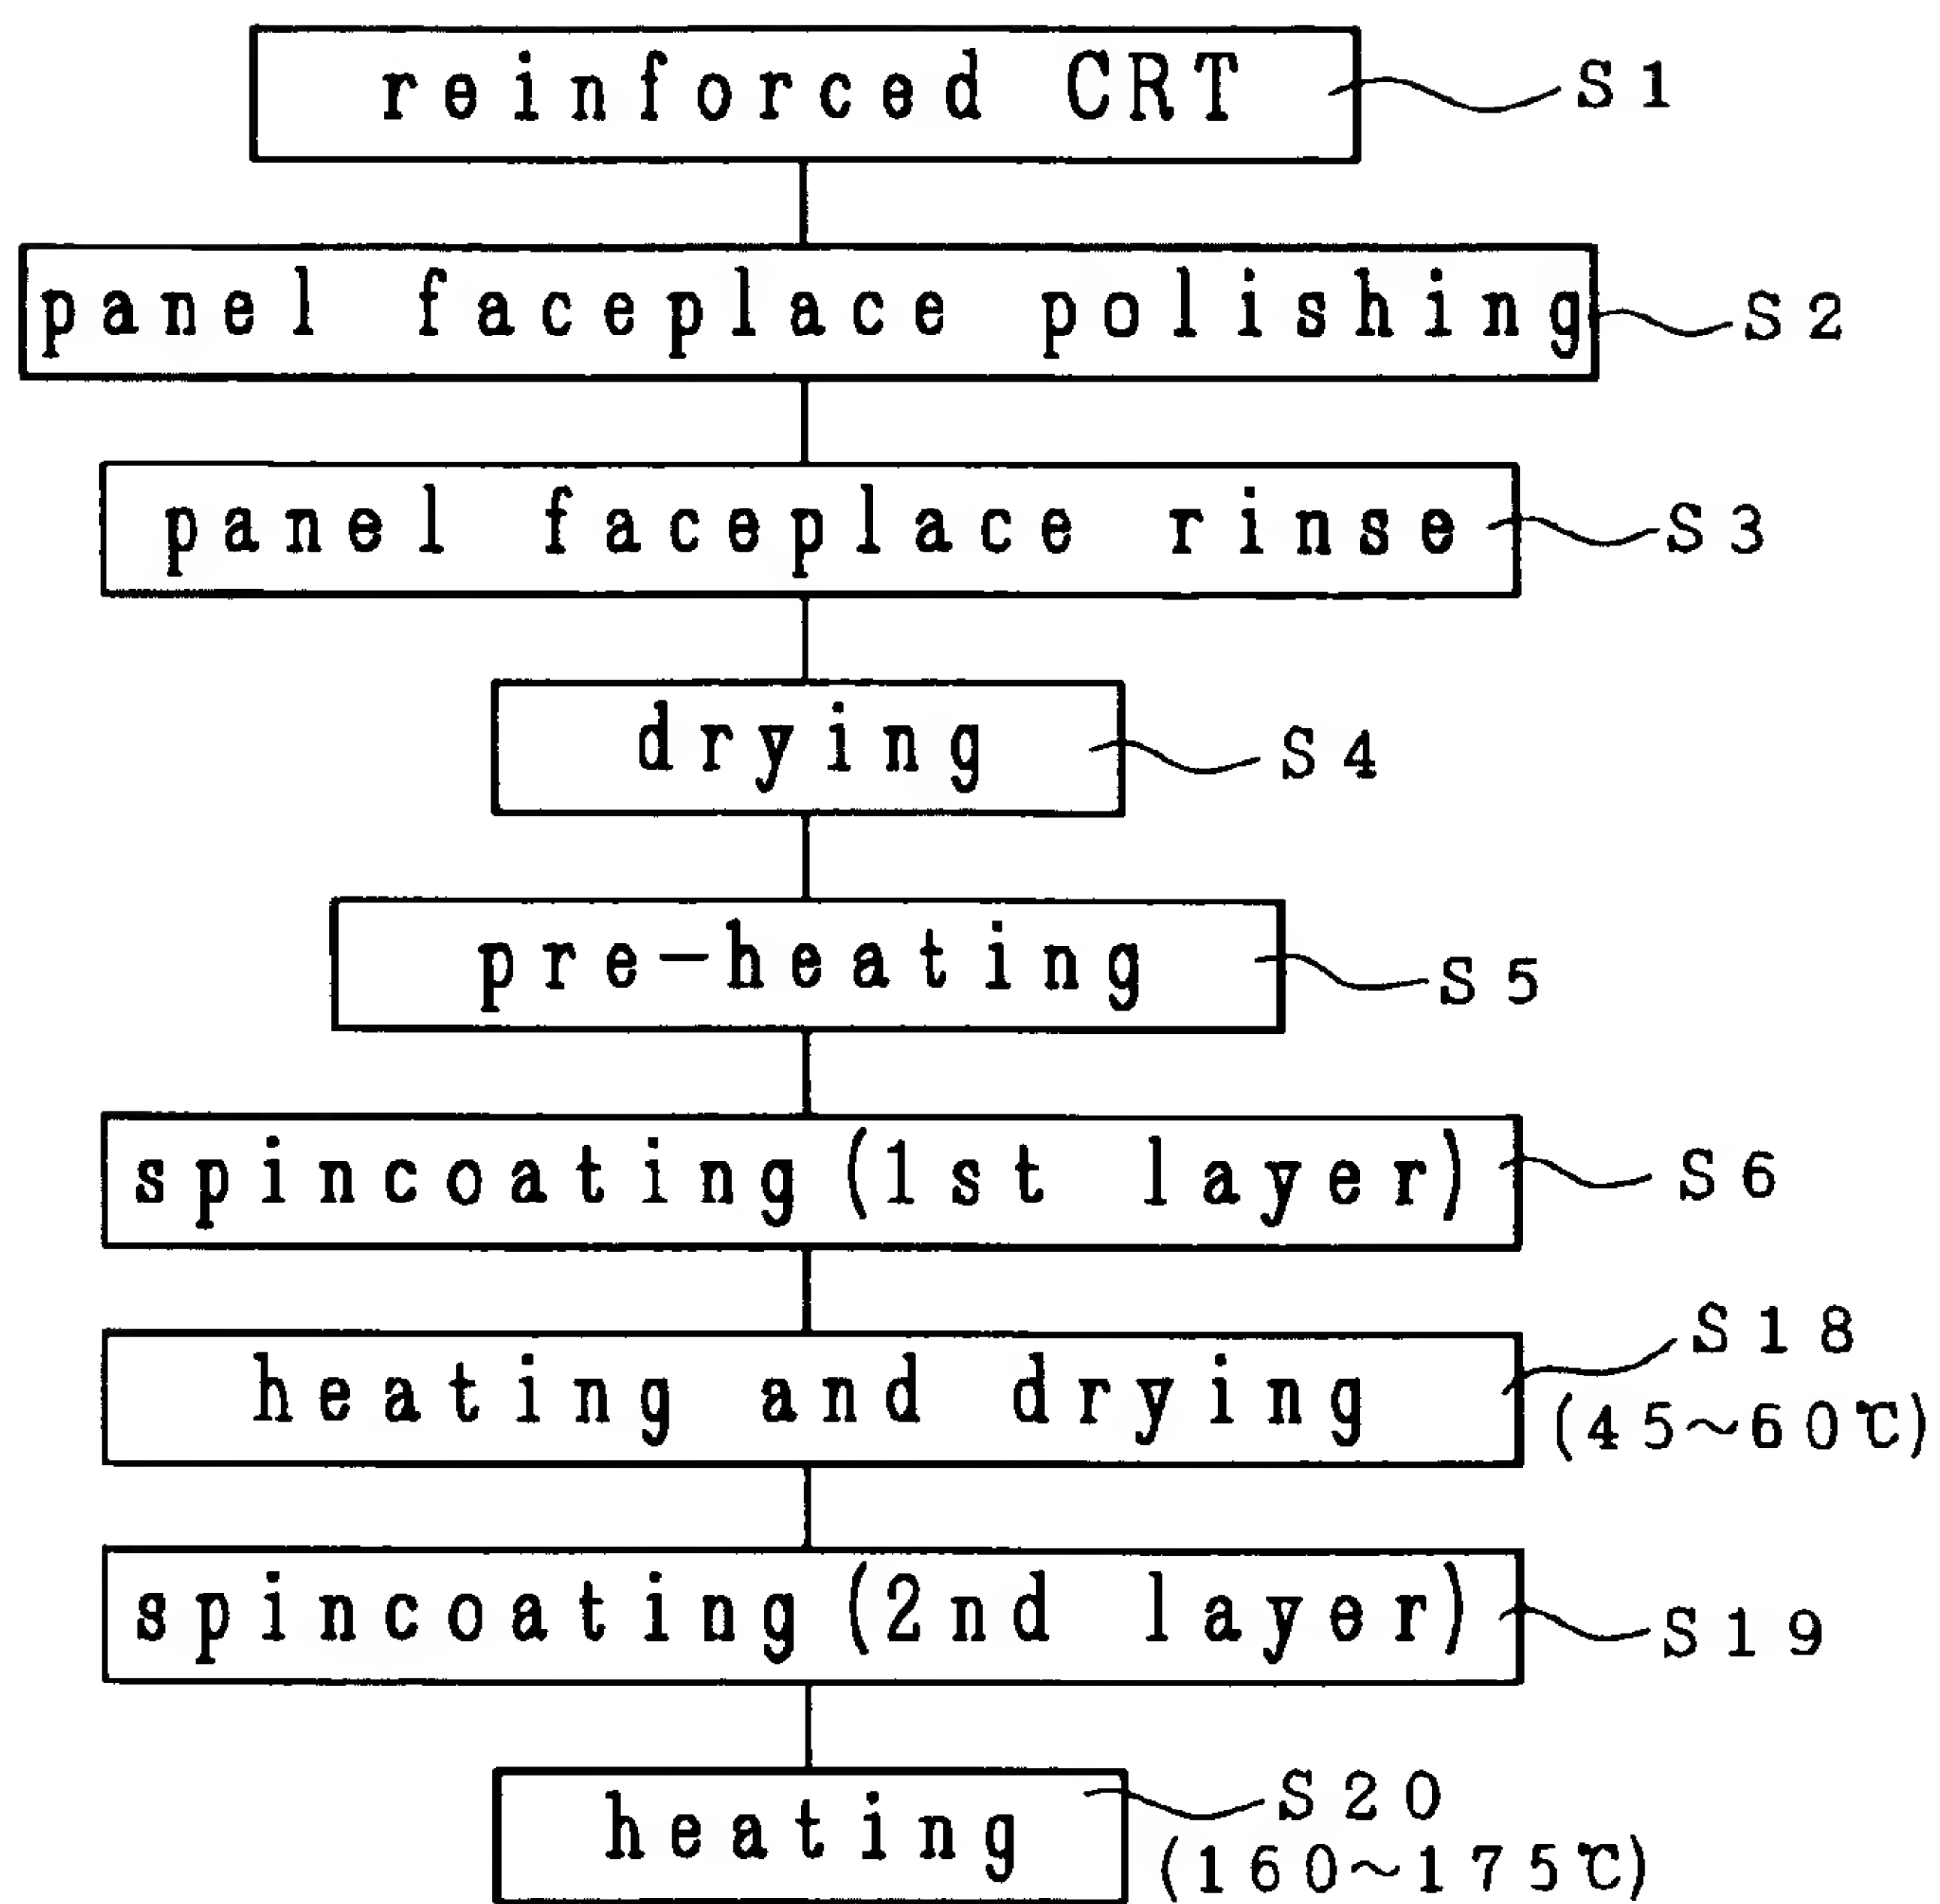 reinforced CRT S1
panel faceplace polishing S2
panel faceplace rinse S3
drying S4
pre-heating S5
spincoating(1st layer) S6
heating and drying S18
(45~60℃)
spincoating(2nd layer) S19
heating S20
(160~175℃)